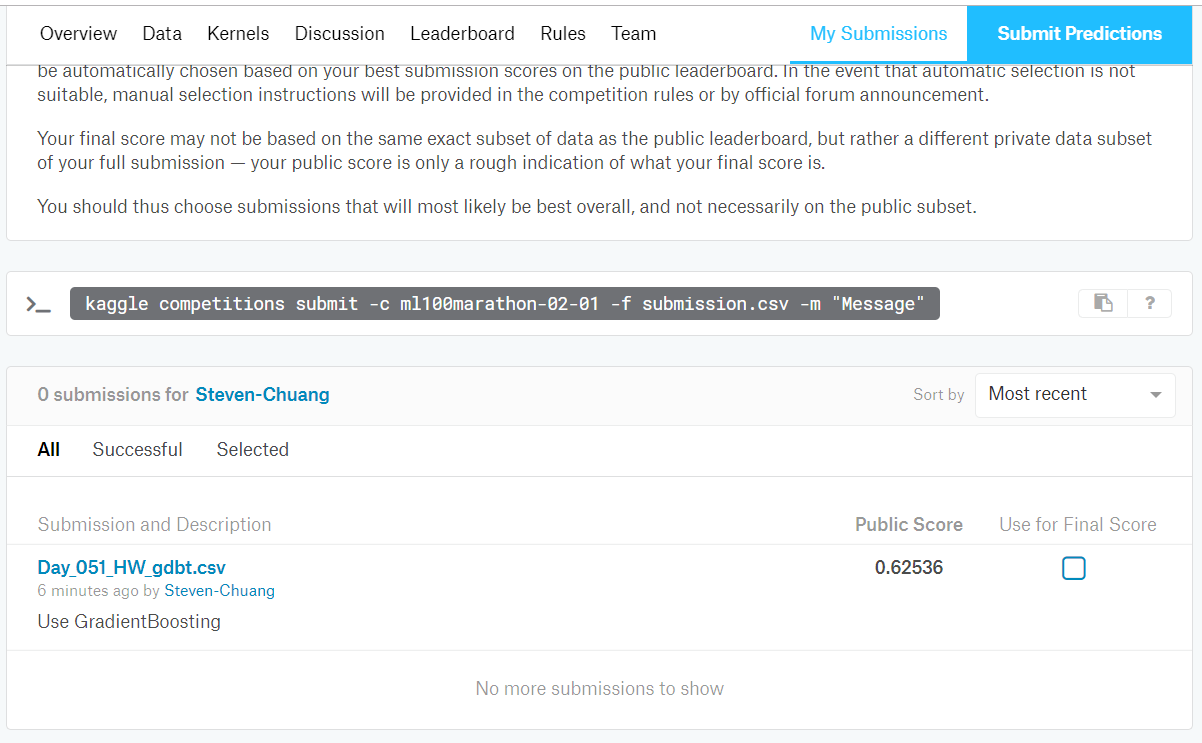 Overview Data Kernels Discussion Leaderboard Rules Team My Submissions Submit Predictions
be automatically chosen based on your best submission scores on the public leaderboard. In the event that automatic selection is not
suitable, manual selection instructions will be provided in the competition rules or by official forum announcement.
Your final score may not be based on the same exact subset of data as the public leaderboard, but rather a different private data subset
of your full submission — your public score is only a rough indication of what your final score is.
You should thus choose submissions that will most likely be best overall, and not necessarily on the public subset.
>_ kaggle competitions submit -c ml100marathon-02-01 -f submission.csv -m "Message" ?
0 submissions for Steven-Chuang Sort by Most recent
All Successful Selected
Submission and Description Public Score Use for Final Score
Day_051_HW_gdbt.csv 0.62536
6 minutes ago by Steven-Chuang
Use GradientBoosting
No more submissions to show